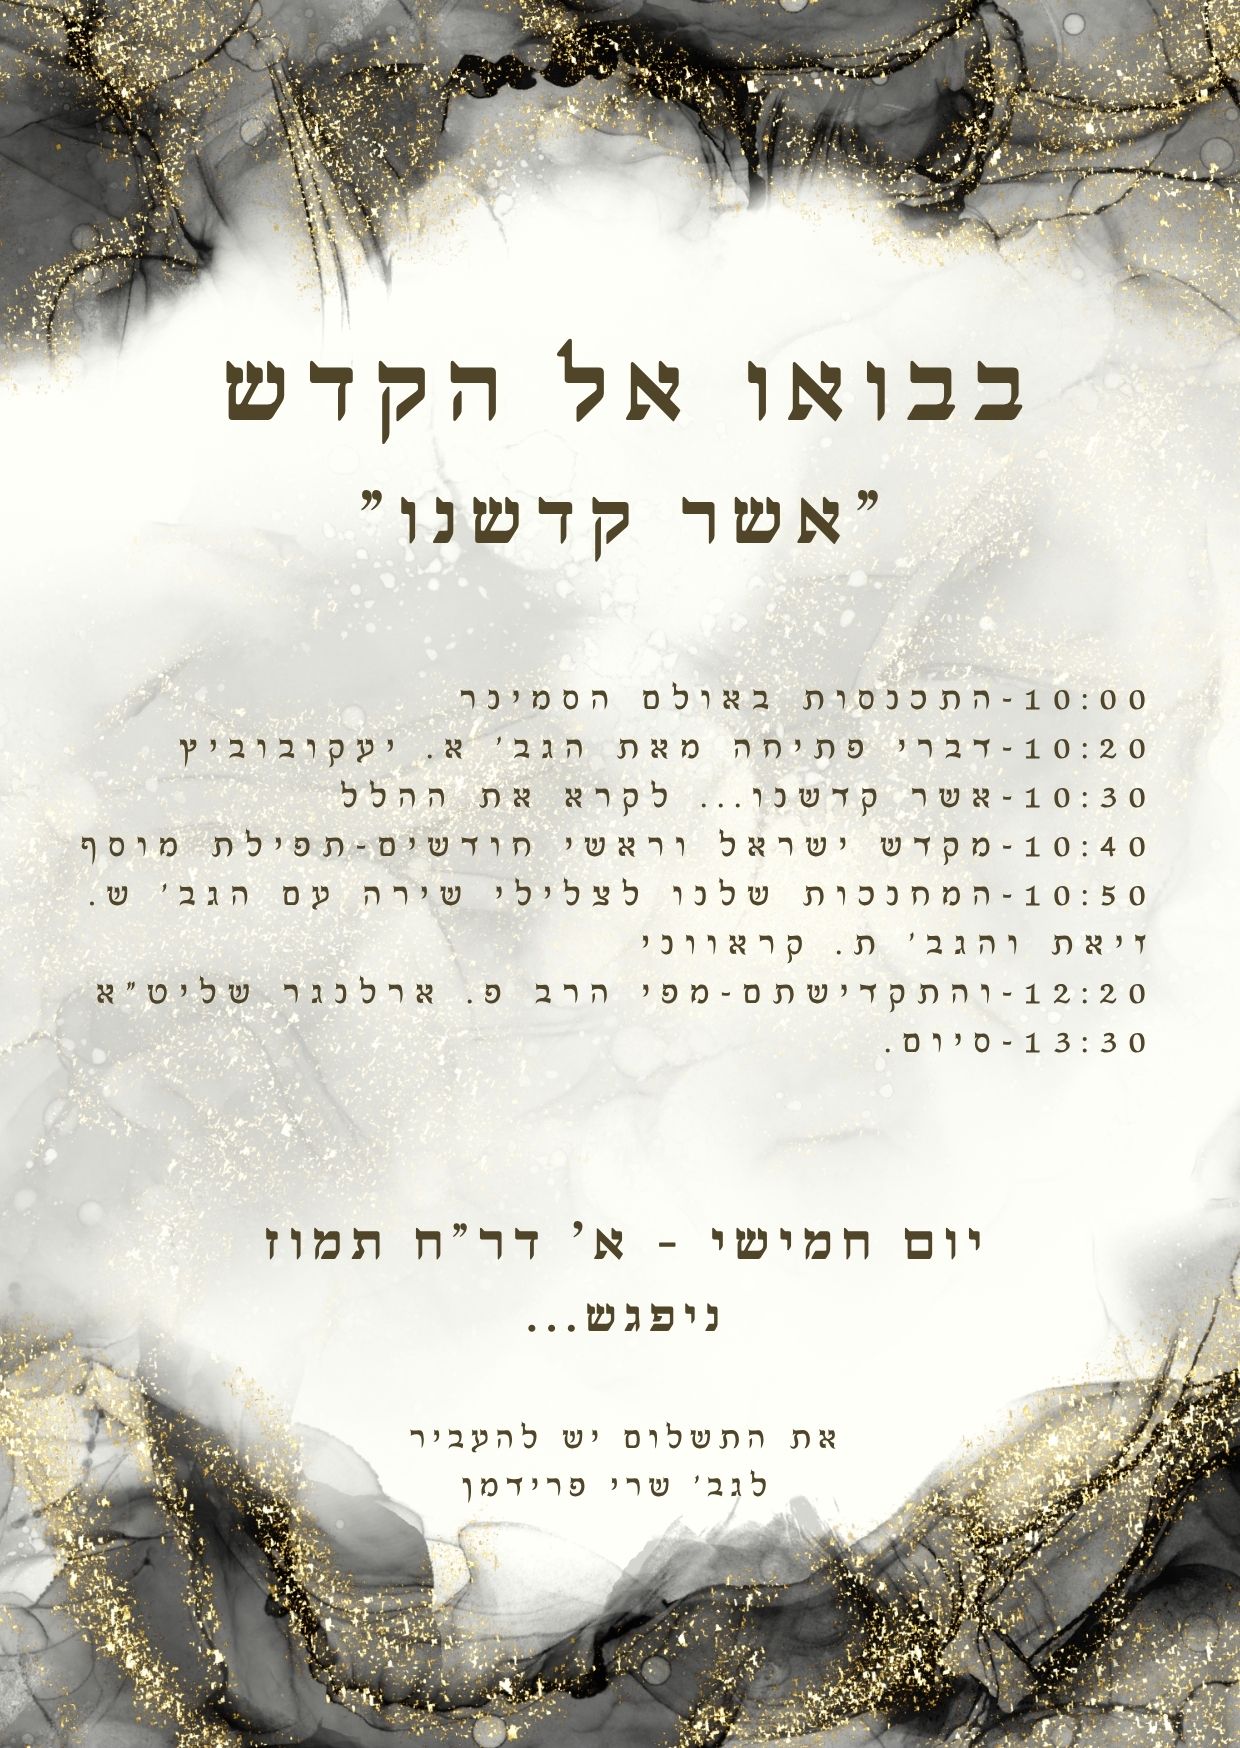 בבואו אל הקדש
"אשר קדשנו"
10:00-התכנסות באולם הסמינר
10:20-דברי פתיחה מאת הגב' א. יעקובוביץ
10:30-אשר קדשנו... לקרא את ההלל
10:40-מקדש ישראל וראשי חודשים-תפילת מוסף
10:50-המחנכות שלנו לצלילי שירה עם הגב' ש.
זיאת והגב' ת. קראווני
12:20-והתקדישתם-מפי הרב פ. ארלנגר שליט"א
13:30-סיום.
יום חמישי - א' דר"ח תמוז
ניפגש...
את התשלום יש להעביר
לגב' שרי פרידמן